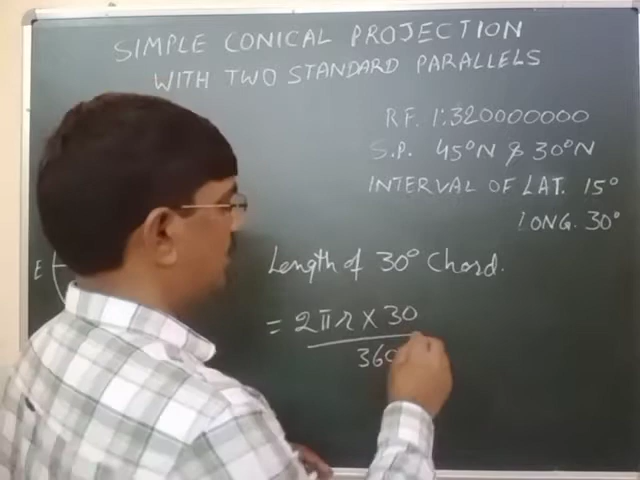 SIMPLE CONICAL PROJECTION
WITH TWO STANDARD PARALLELS
R.F. 1:320000000
S.P. 45°N & 30°N
INTERVAL OF LAT. 15°
LONG. 30°
E
Length of 30° Chord.
= 2πr × 30
360